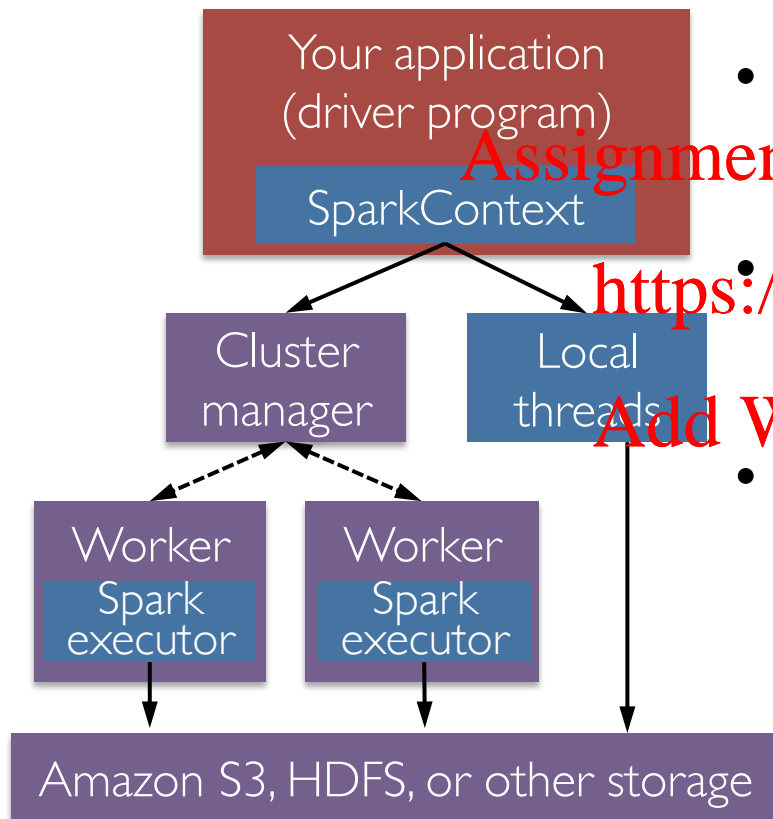 Your application
(driver program)
Assignmen
SparkContext
https:/
Cluster
manager
Local
threads
Add W
Worker
Spark
executor
Worker
Spark
executor
Amazon S3, HDFS, or other storage